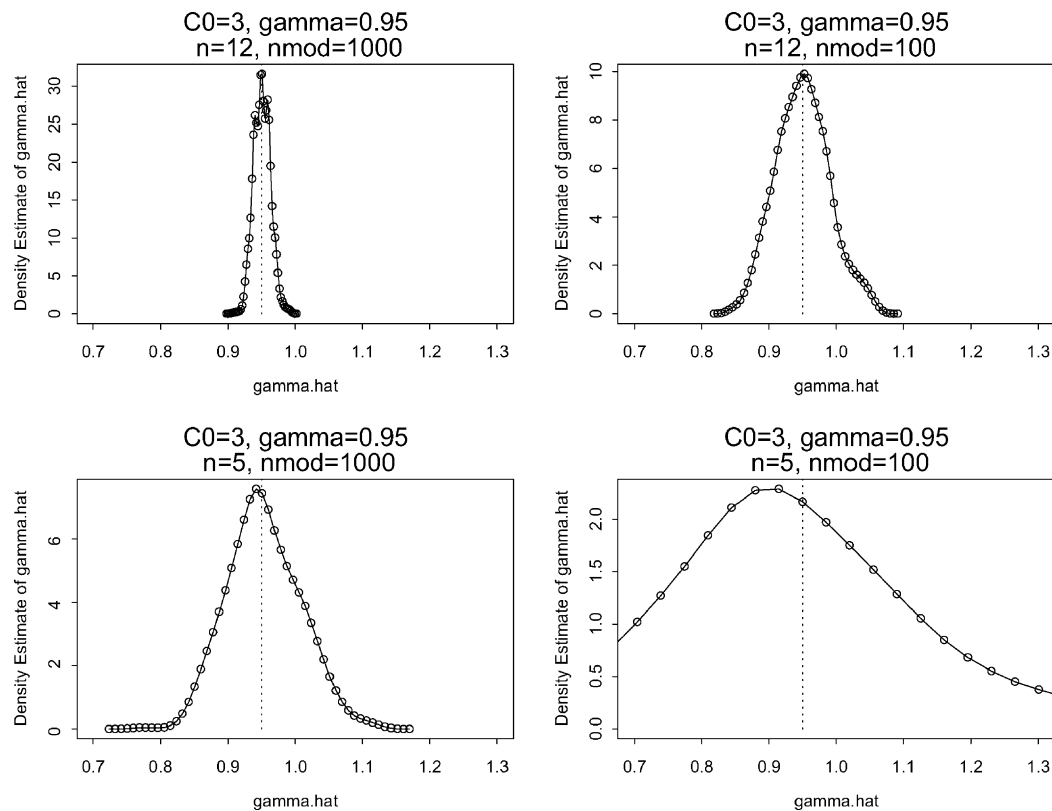 C0=3, gamma=0.95
n=12, nmod=1000
Density Estimate of gamma.hat
0 5 10 15 20 25 30
0.7 0.8 0.9 1.0 1.1 1.2 1.3
gamma.hat
C0=3, gamma=0.95
n=12, nmod=100
Density Estimate of gamma.hat
0 2 4 6 8 10
0.7 0.8 0.9 1.0 1.1 1.2 1.3
gamma.hat
C0=3, gamma=0.95
n=5, nmod=1000
Density Estimate of gamma.hat
0 2 4 6
0.7 0.8 0.9 1.0 1.1 1.2 1.3
gamma.hat
C0=3, gamma=0.95
n=5, nmod=100
Density Estimate of gamma.hat
0.0 0.5 1.0 1.5 2.0
0.7 0.8 0.9 1.0 1.1 1.2 1.3
gamma.hat